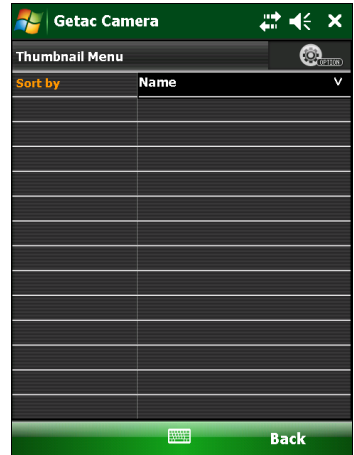 Getac Camera
Thumbnail Menu
OPTION
Sort by
Name
Back